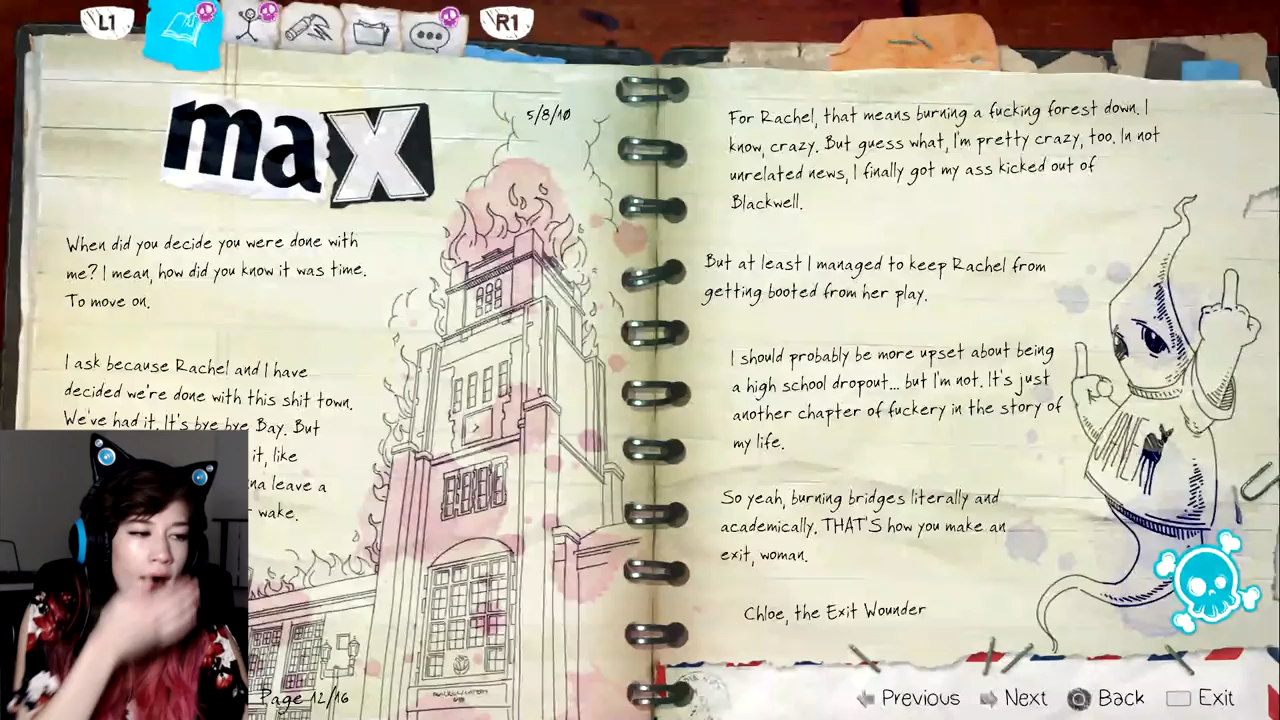 L1
R1
max
5/8/10
When did you decide you were done with
me? I mean, how did you know it was time.
To move on.
I ask because Rachel and I have
decided we're done with this shit town.
We've had it. It's bye bye Bay. But
it, like
leave a
wake.
Page 12/16
For Rachel, that means burning a fucking forest down. I
know, crazy. But guess what, I'm pretty crazy, too. In not
unrelated news, I finally got my ass kicked out of
Blackwell.
But at least I managed to keep Rachel from
getting booted from her play.
I should probably be more upset about being
a high school dropout... but I'm not. It's just
another chapter of fuckery in the story of
my life.
So yeah, burning bridges literally and
academically. THAT'S how you make an
exit, woman.
Chloe, the Exit Wounder
Previous
Next
Back
Exit